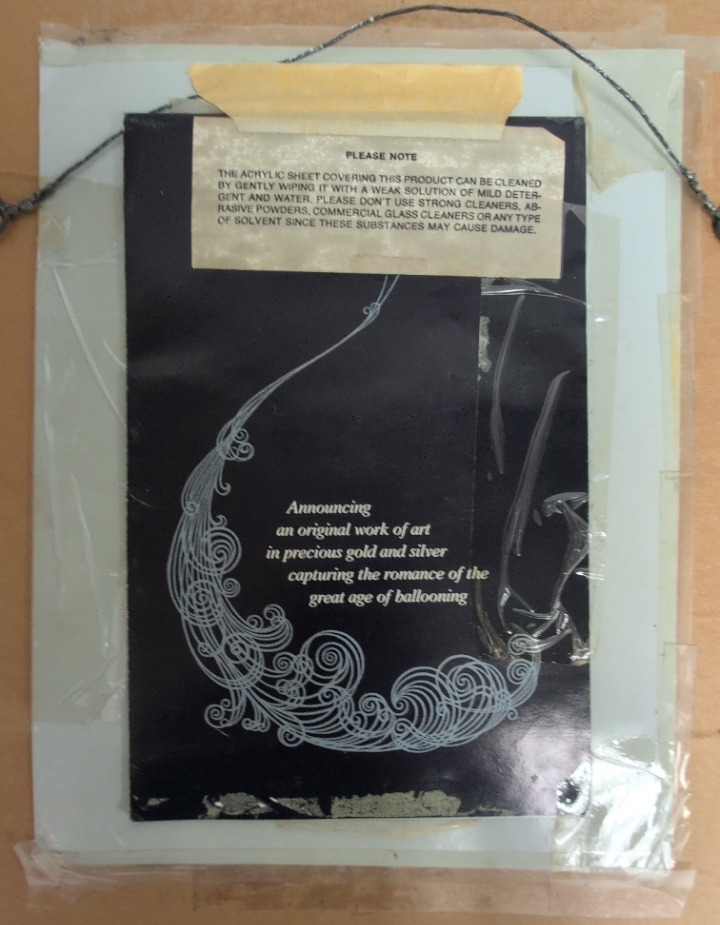 PLEASE NOTE
THE ACRYLIC SHEET COVERING THIS PRODUCT CAN BE CLEANED
BY GENTLY WIPING IT WITH A WEAK SOLUTION OF MILD DETER-
GENT AND WATER. PLEASE DON'T USE STRONG CLEANERS, AB-
RASIVE POWDERS, COMMERCIAL GLASS CLEANERS OR ANY TYPE
OF SOLVENT SINCE THESE SUBSTANCES MAY CAUSE DAMAGE.
Announcing
an original work of art
in precious gold and silver
capturing the romance of the
great age of ballooning